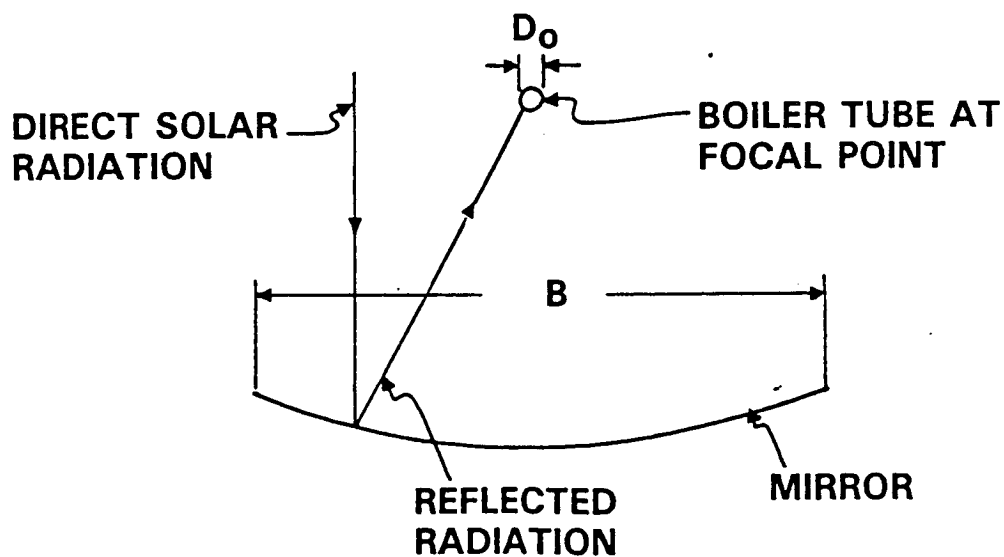 Do
DIRECT SOLAR
RADIATION
BOILER TUBE AT
FOCAL POINT
B
REFLECTED
RADIATION
MIRROR